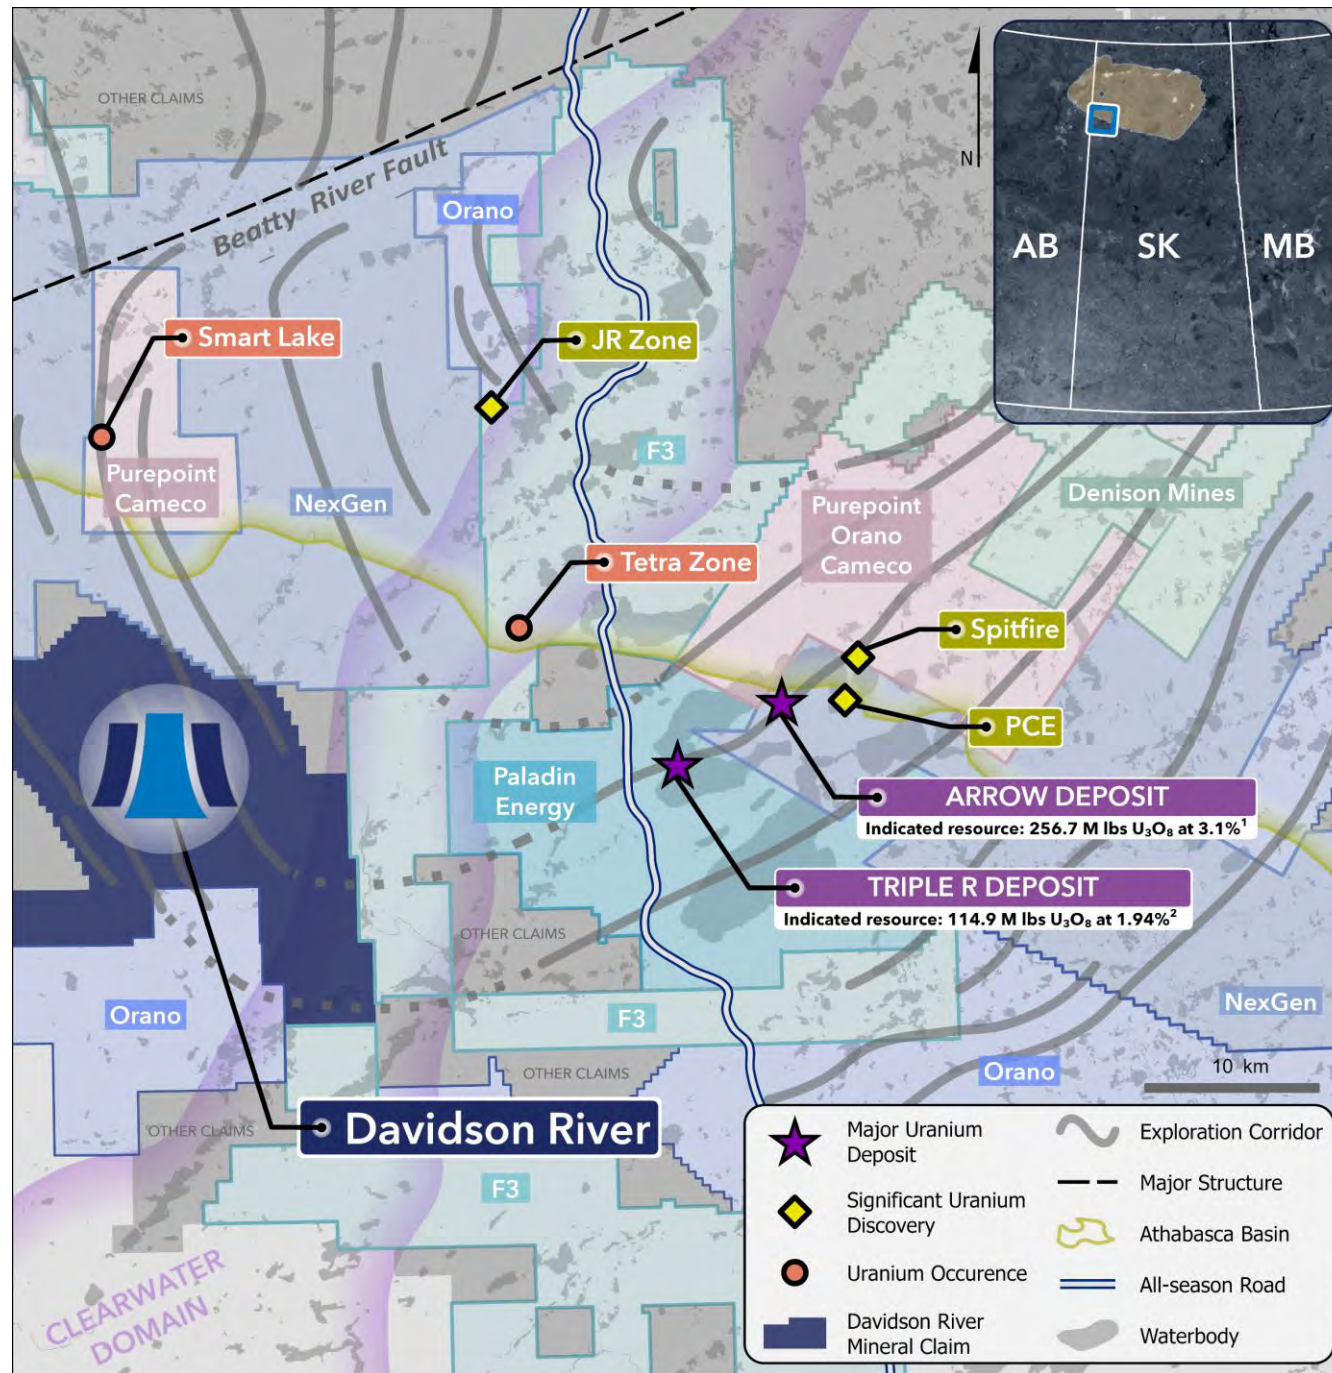 OTHER CLAIMS
Beatty River Fault
Orano
N
AB
SK
MB
Smart Lake
JR Zone
F3
Purepoint
Cameco
NexGen
Purepoint
Orano
Cameco
Denison Mines
Tetra Zone
Spitfire
PCE
Paladin
Energy
ARROW DEPOSIT
Indicated resource: 256.7 M lbs U₃O₈ at 3.1%¹
TRIPLE R DEPOSIT
Indicated resource: 114.9 M lbs U₃O₈ at 1.94%²
OTHER CLAIMS
Orano
F3
NexGen
OTHER CLAIMS
Orano
10 km
OTHER CLAIMS
Davidson River
F3
CLEARWATER
DOMAIN
Major Uranium
Deposit
Significant Uranium
Discovery
Uranium Occurence
Davidson River
Mineral Claim
Exploration Corridor
Major Structure
Athabasca Basin
All-season Road
Waterbody